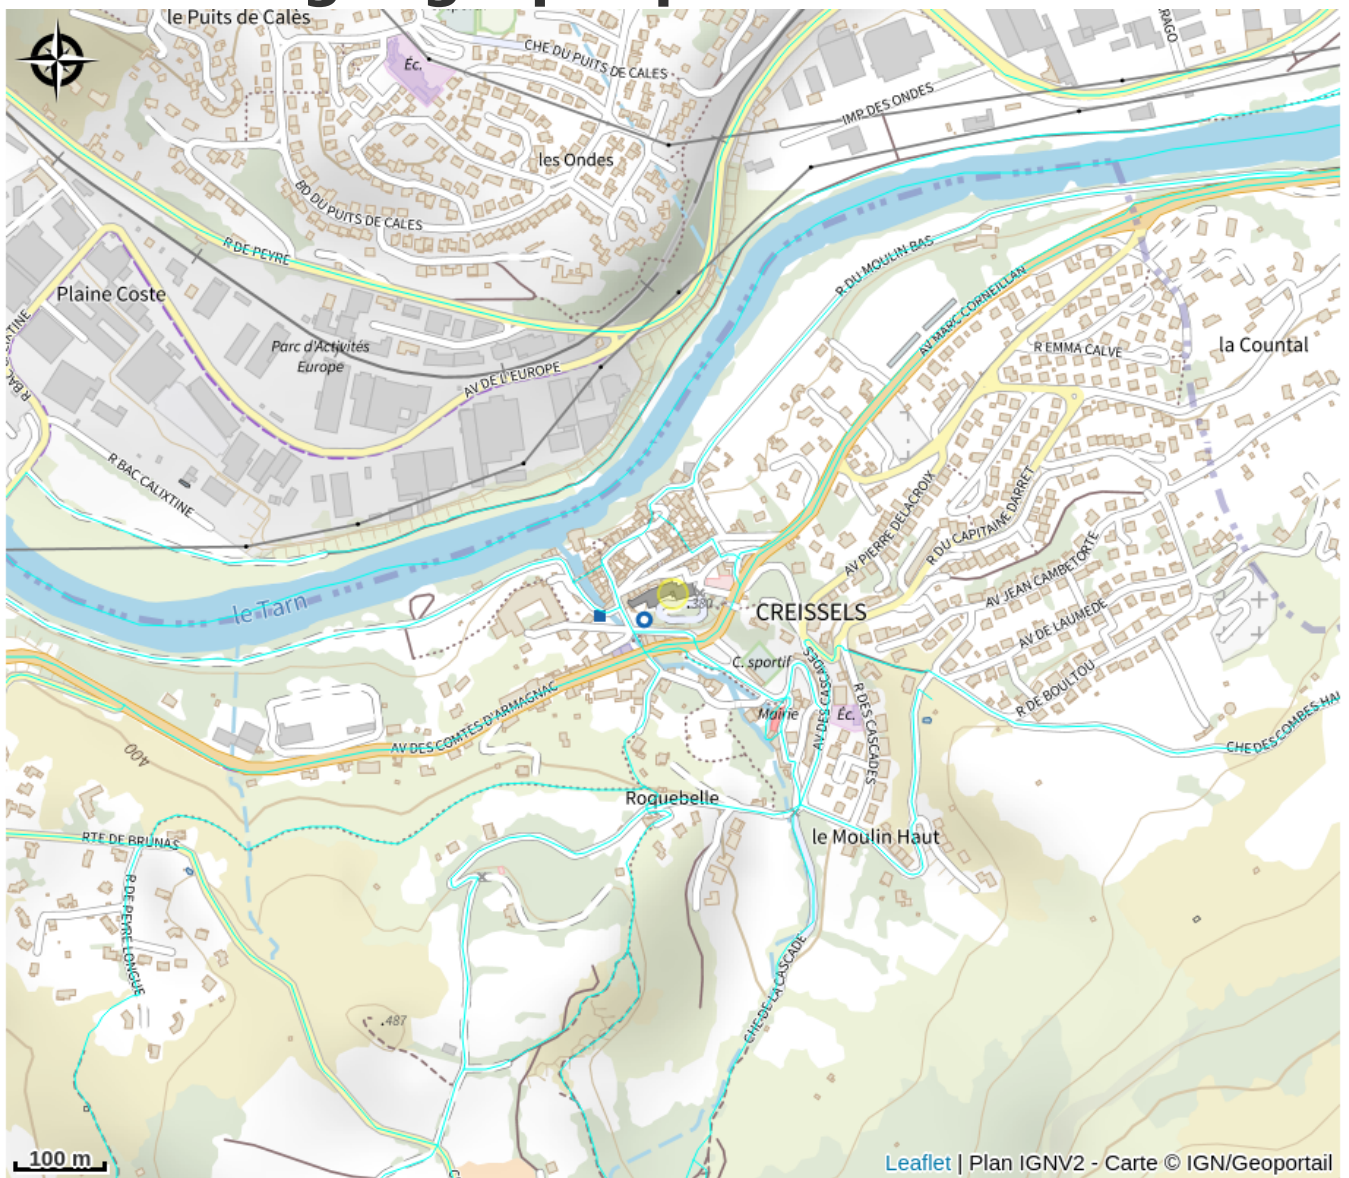 le Puits de Calès
CHE DU PUITS DE CALES
Éc.
IMP DES ONDES
les Ondes
BD DU PUITS DE CALES
R DE PEYRE
R DU MOULIN BAS
Plaine Coste
AV MARC CORNEILLAN
Parc d'Activités
Europe
R EMMA CALVE
la Countal
AV DE L'EUROPE
R BAC CALIXTINE
AV PIERRE DELACROIX
R DU CAPITAINE DARRET
AV JEAN CAMBETORTE
le Tarn
CREISSELS
AV DE LAUMEDE
C. sportif
R DE BOULTOU
Mairie
Éc.
AV DES CASCADES
R DES CASCADES
AV DES COMTES D'ARMAGNAC
400
CHE DES COMBES HA
Roquebelle
le Moulin Haut
RTE DE BRUNAS
R DE PEYRE LONGUE
CHE DE LA CASCADE
.487
100 m
Leaflet | Plan IGNV2 - Carte © IGN/Geoportail